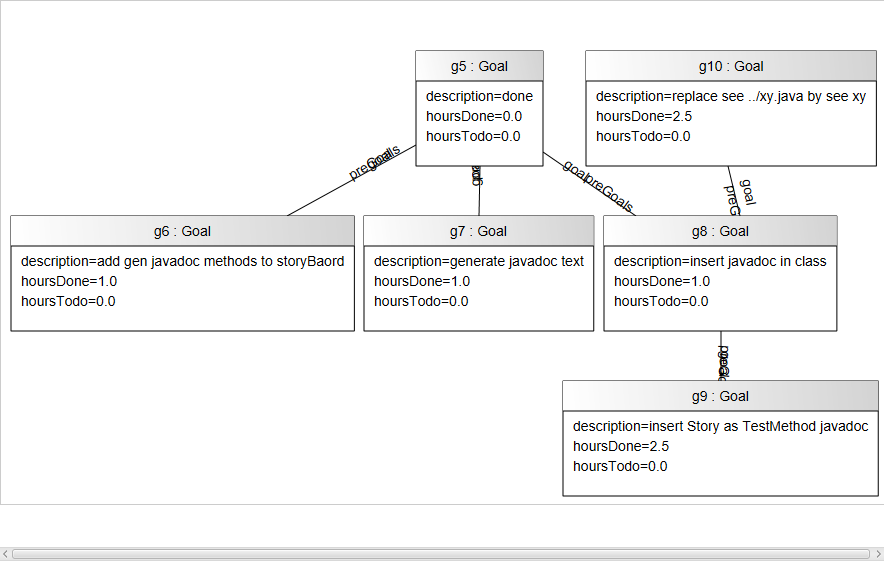 g5 : Goal
description=done
hoursDone=0.0
hoursTodo=0.0
g10 : Goal
description=replace see ../xy.java by see xy
hoursDone=2.5
hoursTodo=0.0
preGoals
goal
goal
preGoals
goal
g6 : Goal
description=add gen javadoc methods to storyBaord
hoursDone=1.0
hoursTodo=0.0
g7 : Goal
description=generate javadoc text
hoursDone=1.0
hoursTodo=0.0
g8 : Goal
description=insert javadoc in class
hoursDone=1.0
hoursTodo=0.0
g9 : Goal
description=insert Story as TestMethod javadoc
hoursDone=2.5
hoursTodo=0.0